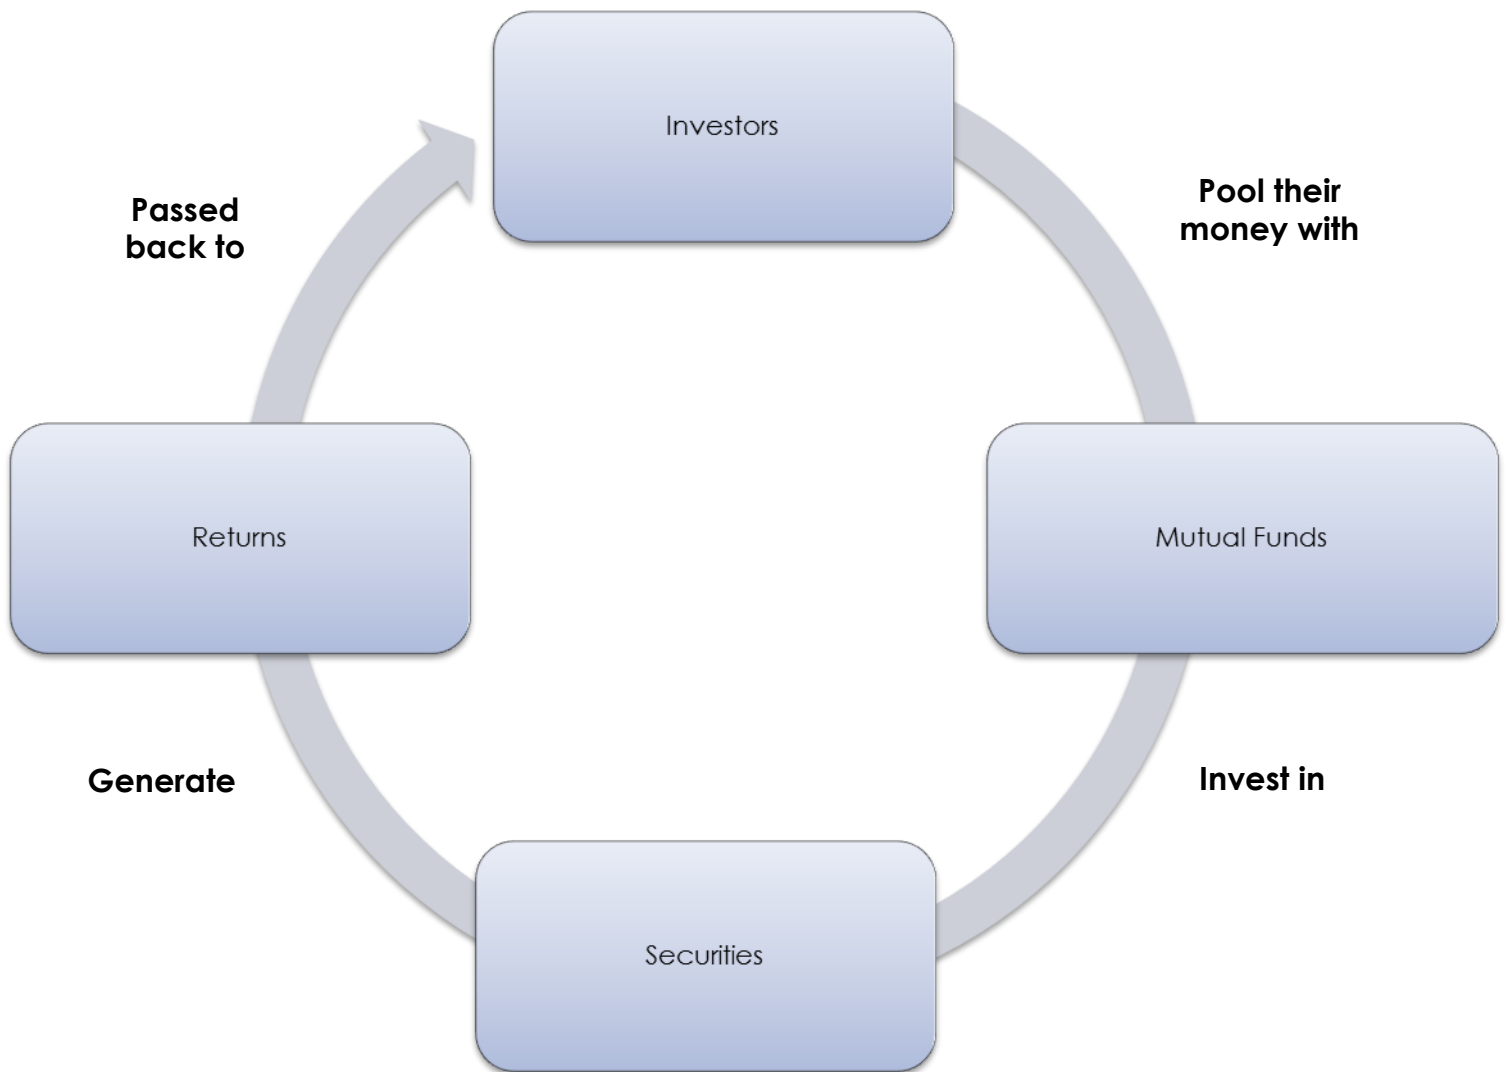 Investors
Pool their
money with
Mutual Funds
Invest in
Securities
Generate
Returns
Passed
back to